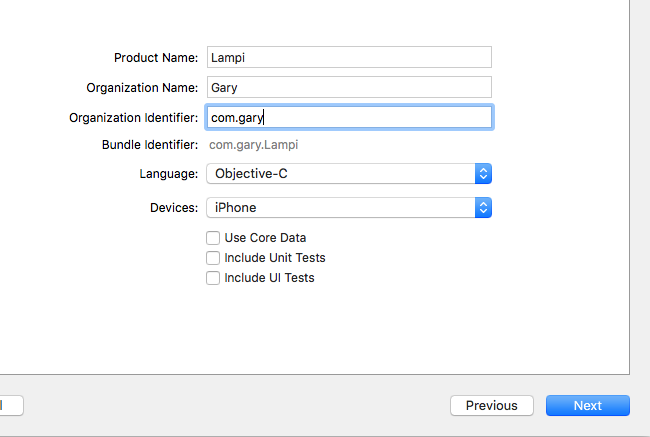 Product Name: Lampi
Organization Name: Gary
Organization Identifier: com.gary
Bundle Identifier: com.gary.Lampi
Language: Objective-C
Devices: iPhone
Use Core Data
Include Unit Tests
Include UI Tests
Previous Next